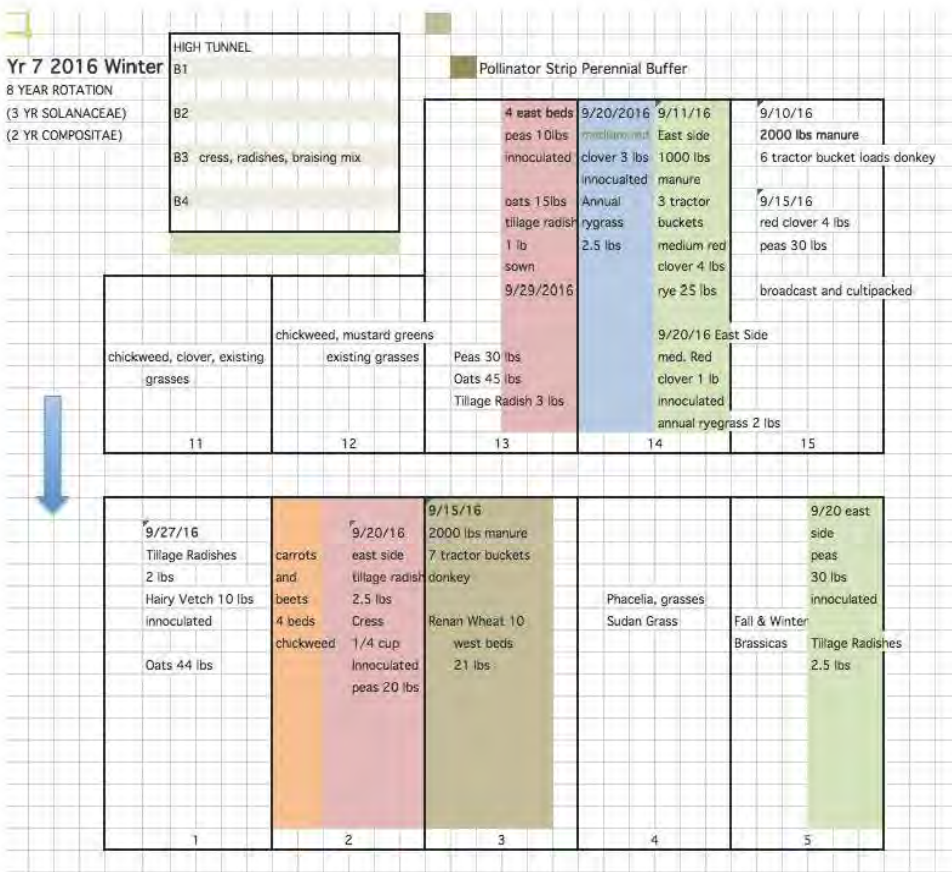 Yr 7 2016 Winter
8 YEAR ROTATION
(3 YR SOLANACEAE)
(2 YR COMPOSITAE)
HIGH TUNNEL
B1
B2
B3 cress, radishes, braising mix
B4
Pollinator Strip Perennial Buffer
chickweed, clover, existing
grasses
11
chickweed, mustard greens
existing grasses
12
4 east beds
peas 10lbs
innoculated
oats 15lbs
tillage radish
1 lb
sown
9/29/2016
Peas 30 lbs
Oats 45 lbs
Tillage Radish 3 lbs
13
9/20/2016
medium red
clover 3 lbs
innocualted
Annual
rygrass
2.5 lbs
9/11/16
East side
1000 lbs
manure
3 tractor
buckets
medium red
clover 4 lbs
rye 25 lbs
9/20/16 East Side
med. Red
clover 1 lb
innoculated
annual ryegrass 2 lbs
14
9/10/16
2000 lbs manure
6 tractor bucket loads donkey
9/15/16
red clover 4 lbs
peas 30 lbs
broadcast and cultipacked
15
9/27/16
Tillage Radishes
2 lbs
Hairy Vetch 10 lbs
innoculated
Oats 44 lbs
1
carrots
and
beets
4 beds
chickweed
9/20/16
east side
tillage radish
2.5 lbs
Cress
1/4 cup
Innoculated
peas 20 lbs
2
9/15/16
2000 lbs manure
7 tractor buckets
donkey
Renan Wheat 10
west beds
21 lbs
3
Phacelia, grasses
Sudan Grass
4
Fall & Winter
Brassicas
9/20 east
side
peas
30 lbs
innoculated
Tillage Radishes
2.5 lbs
5